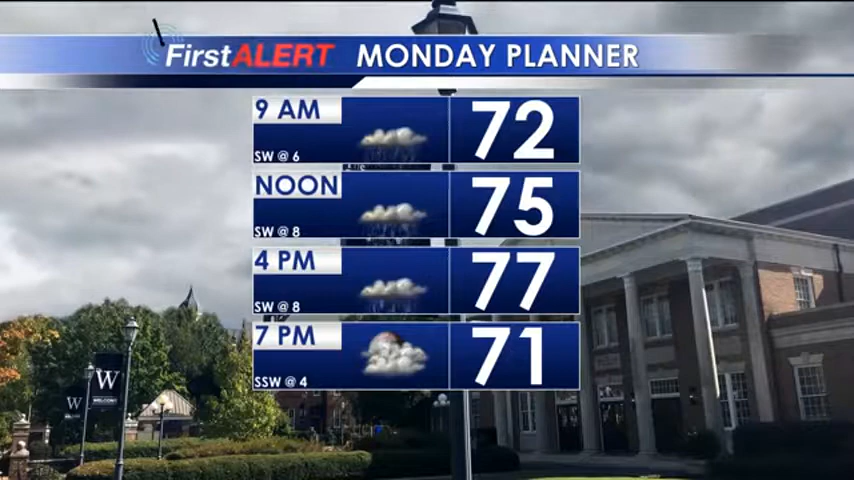 FirstALERT MONDAY PLANNER
9 AM
72
SW @ 6
NOON
75
SW @ 8
4 PM
77
SW @ 8
7 PM
71
SSW @ 4
W
WELCOME
W